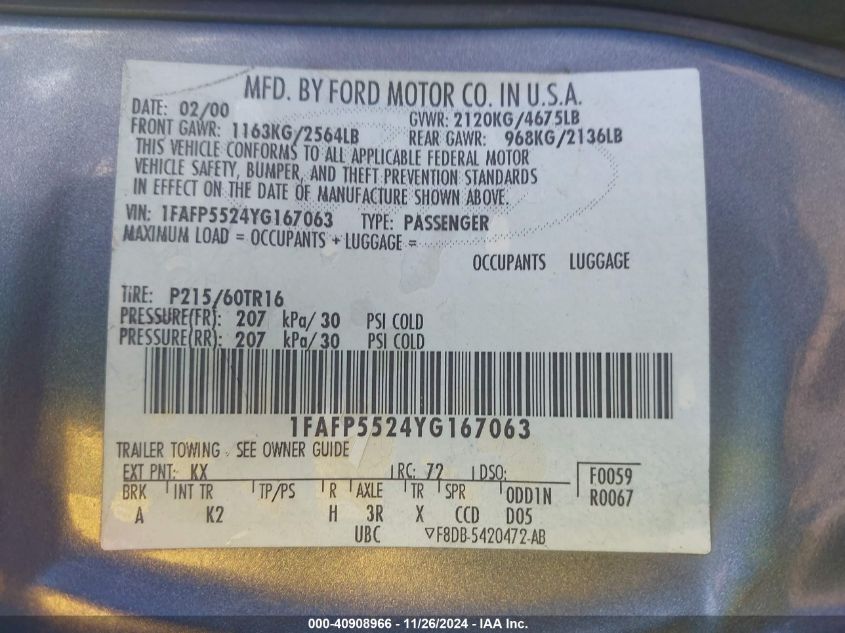 MFD. BY FORD MOTOR CO. IN U.S.A.
DATE: 02/00 GVWR: 2120KG/4675LB
FRONT GAWR: 1163KG/2564LB REAR GAWR: 968KG/2136LB
THIS VEHICLE CONFORMS TO ALL APPLICABLE FEDERAL MOTOR
VEHICLE SAFETY, BUMPER, AND THEFT PREVENTION STANDARDS
IN EFFECT ON THE DATE OF MANUFACTURE SHOWN ABOVE.
VIN: 1FAFP5524YG167063 TYPE: PASSENGER
MAXIMUM LOAD = OCCUPANTS + LUGGAGE =
OCCUPANTS LUGGAGE
TIRE: P215/60TR16
PRESSURE(FR): 207 kPa/30 PSI COLD
PRESSURE(RR): 207 kPa/30 PSI COLD
1FAFP5524YG167063
TRAILER TOWING - SEE OWNER GUIDE
EXT PNT: KX RC: 72 DSO: F0059
BRK INT TR TP/PS R AXLE TR SPR ODD1N R0067
A K2 H 3R X CCD D05
UBC ▽F8DB-5420472-AB
000-40908966 - 11/26/2024 - IAA Inc.